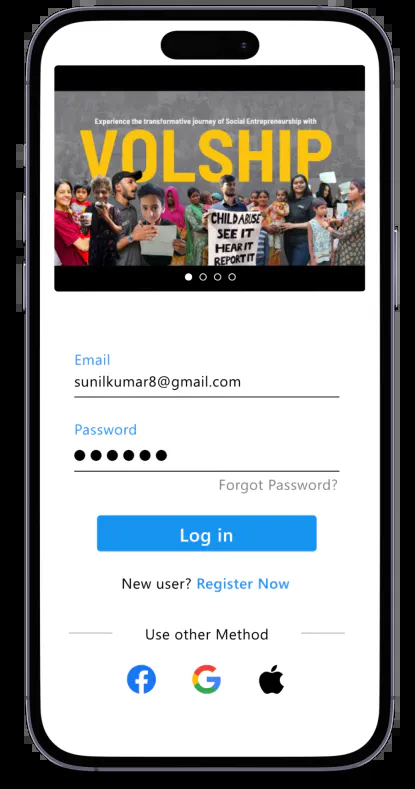 Experience the transformative journey of Social Entrepreneurship with
VOLSHIP
CHILD ABUSE
SEE IT
HEAR IT
REPORT IT
Email
sunilkumar8@gmail.com
Password
Forgot Password?
Log in
New user? Register Now
Use other Method